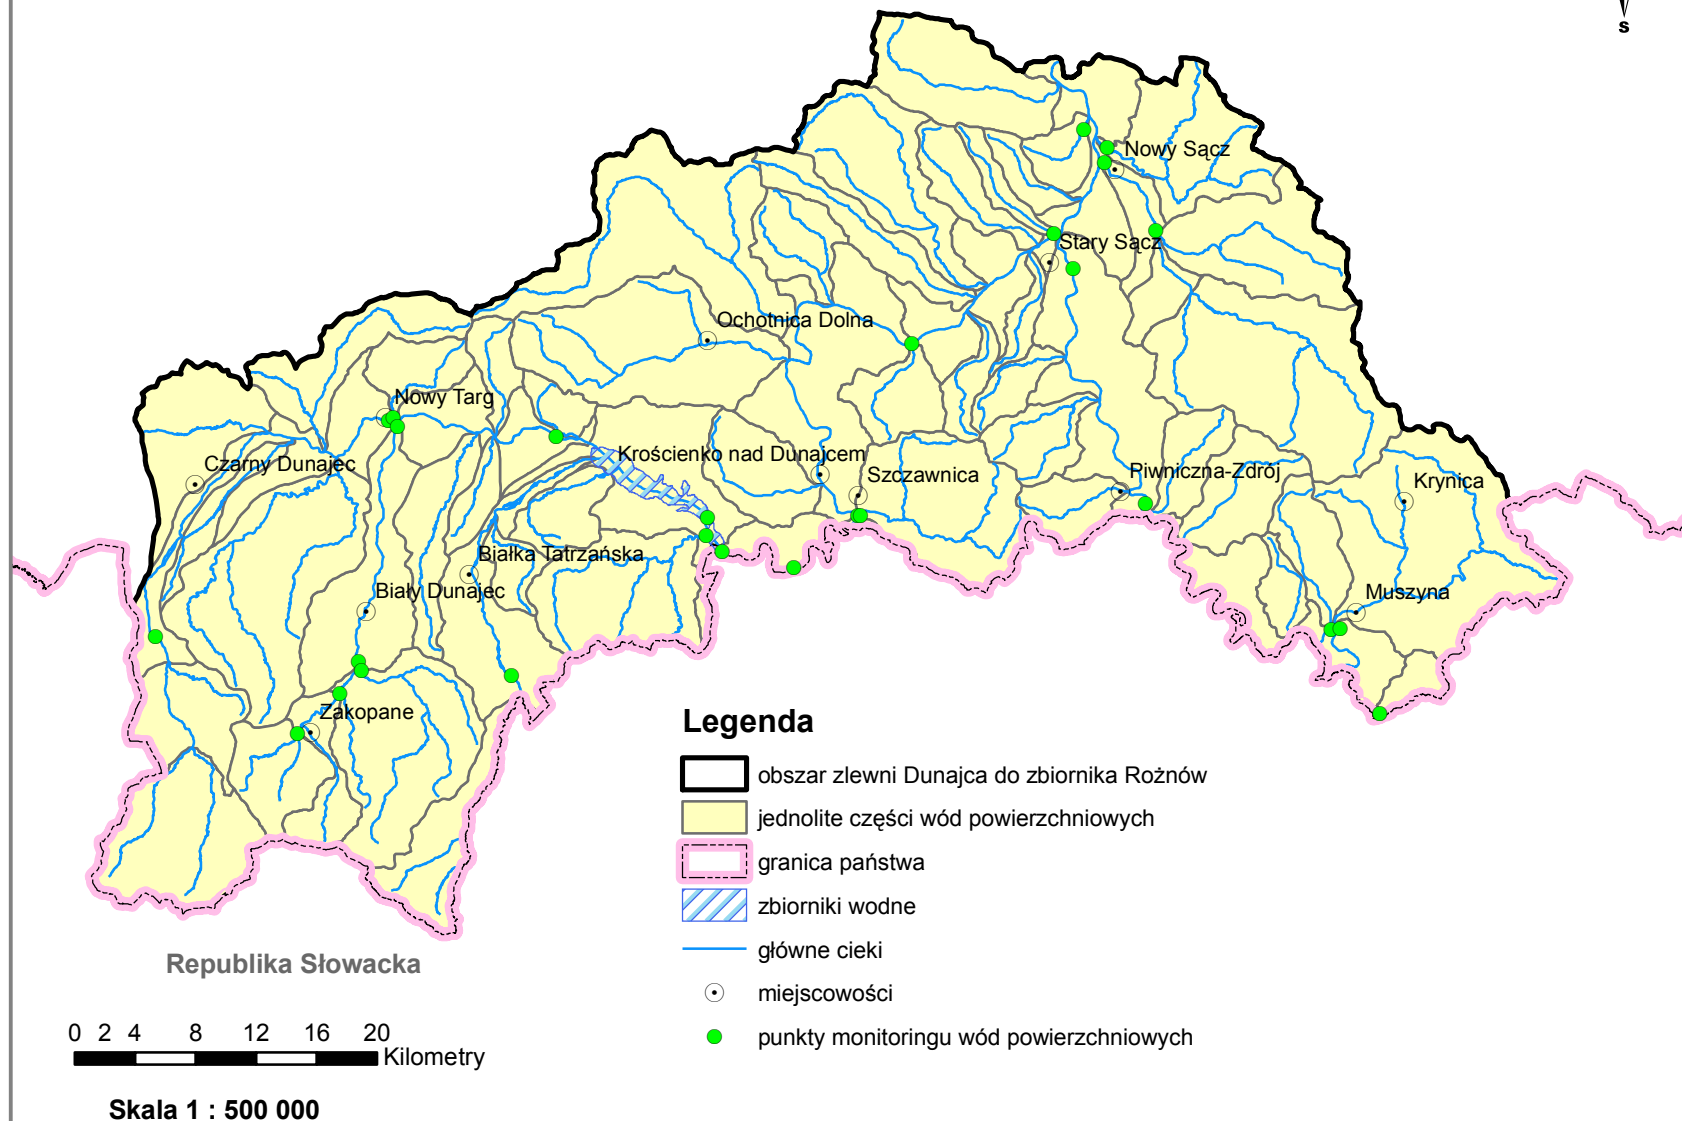 s
Nowy Sącz
Stary Sącz
Ochotnica Dolna
Nowy Targ
Krościenko nad Dunajcem
Czarny Dunajec
Szczawnica
Piwniczna-Zdrój
Krynica
Białka Tatrzańska
Biały Dunajec
Muszyna
Zakopane
Legenda
obszar zlewni Dunajca do zbiornika Rożnów
jednolite części wód powierzchniowych
granica państwa
zbiorniki wodne
główne cieki
miejscowości
punkty monitoringu wód powierzchniowych
Republika Słowacka
0 2 4 8 12 16 20
Kilometry
Skala 1 : 500 000